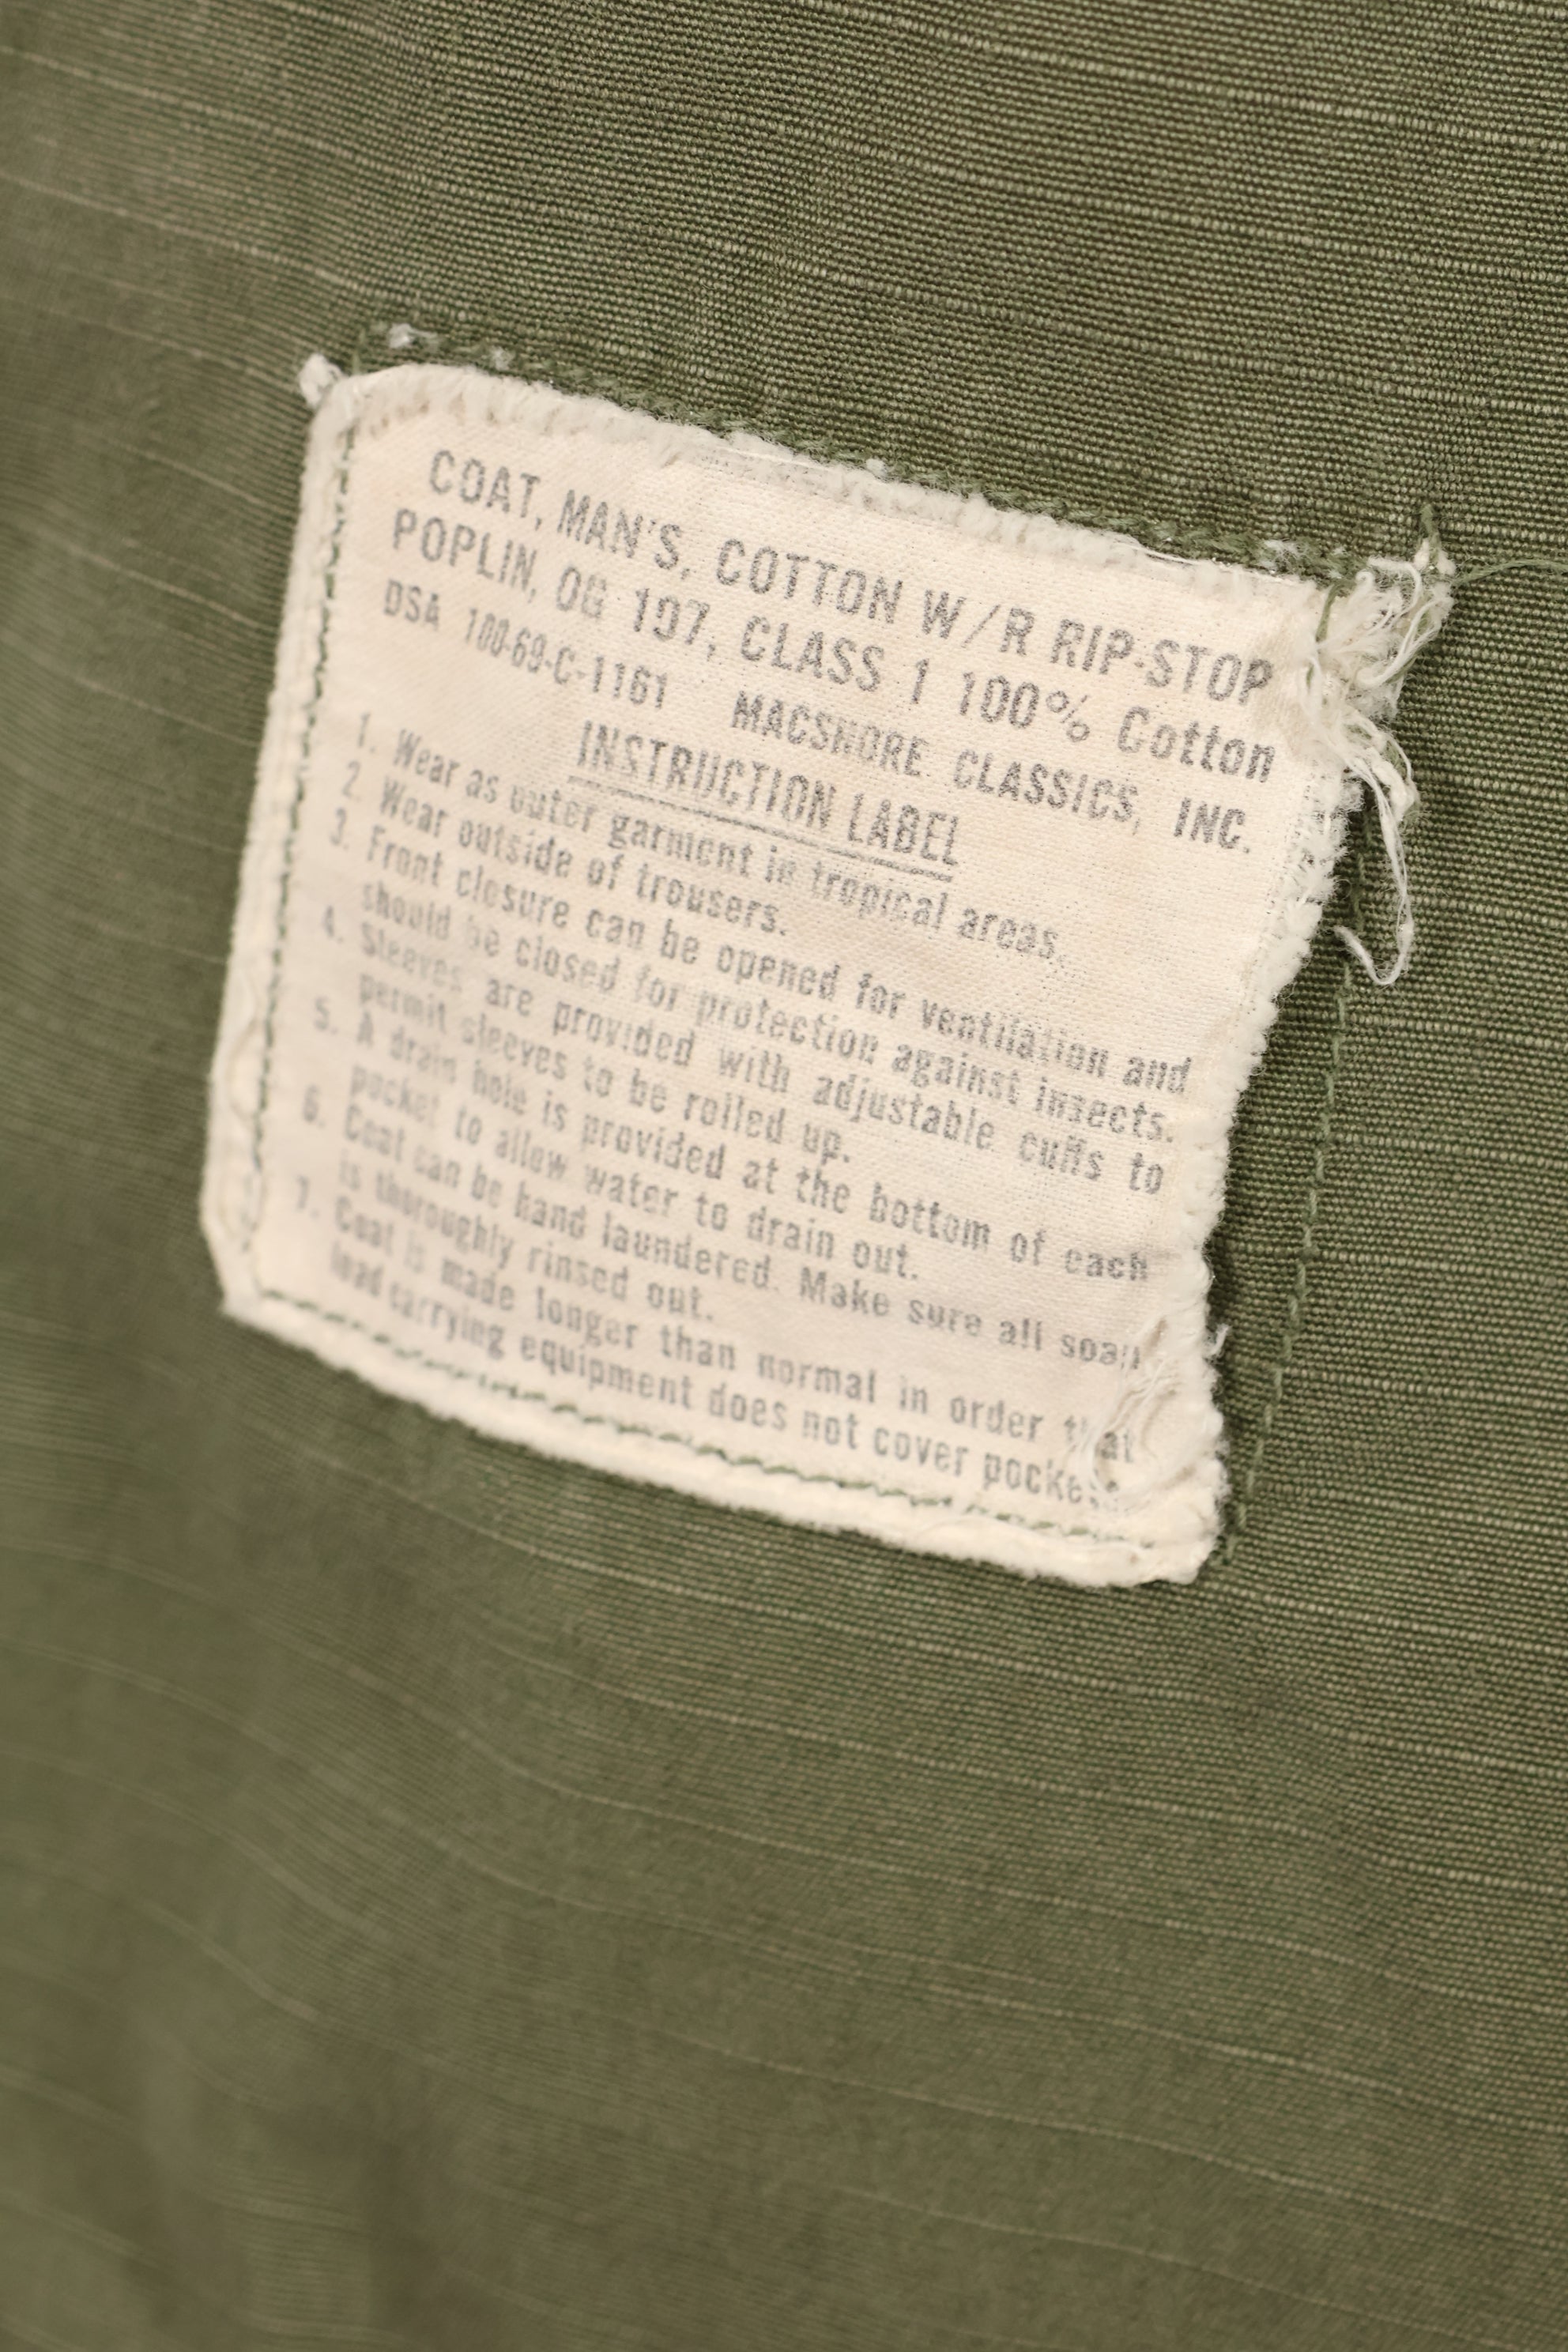 COAT, MAN'S, COTTON W/R RIP-STOP
POPLIN, OG 107, CLASS 1 100% Cotton
DSA 100-69-C-1161 MACSHORE CLASSICS, INC.
INSTRUCTION LABEL
1. Wear as outer garment in tropical areas.
2. Wear outside of trousers.
3. Front closure can be opened for ventilation and
should be closed for protection against insects.
4. Sleeves are provided with adjustable cuffs to
permit sleeves to be rolled up.
5. A drain hole is provided at the bottom of each
pocket to allow water to drain out.
6. Coat can be hand laundered. Make sure all soap
is thoroughly rinsed out.
7. Coat is made longer than normal in order that
load carrying equipment does not cover pockets.